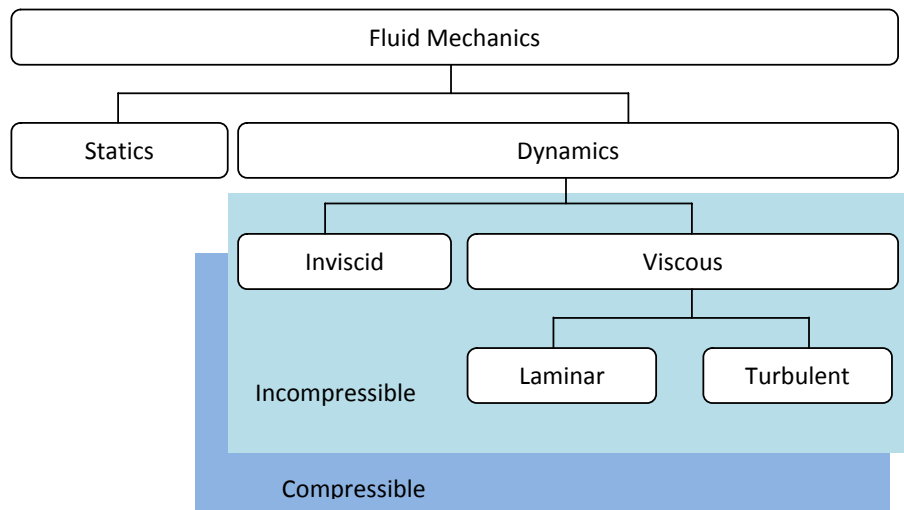 Fluid Mechanics
Statics
Dynamics
Inviscid
Viscous
Laminar
Turbulent
Incompressible
Compressible